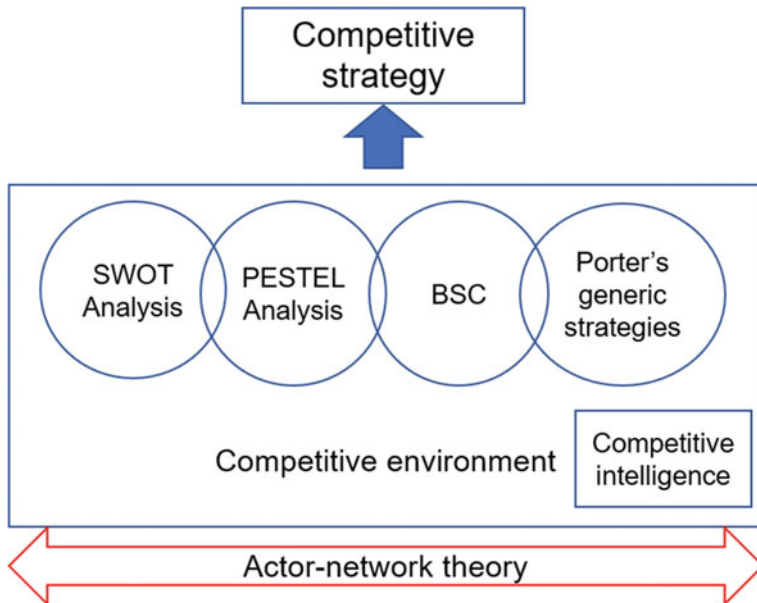 Competitive
strategy
SWOT
Analysis
PESTEL
Analysis
BSC
Porter's
generic
strategies
Competitive environment
Competitive
intelligence
Actor-network theory